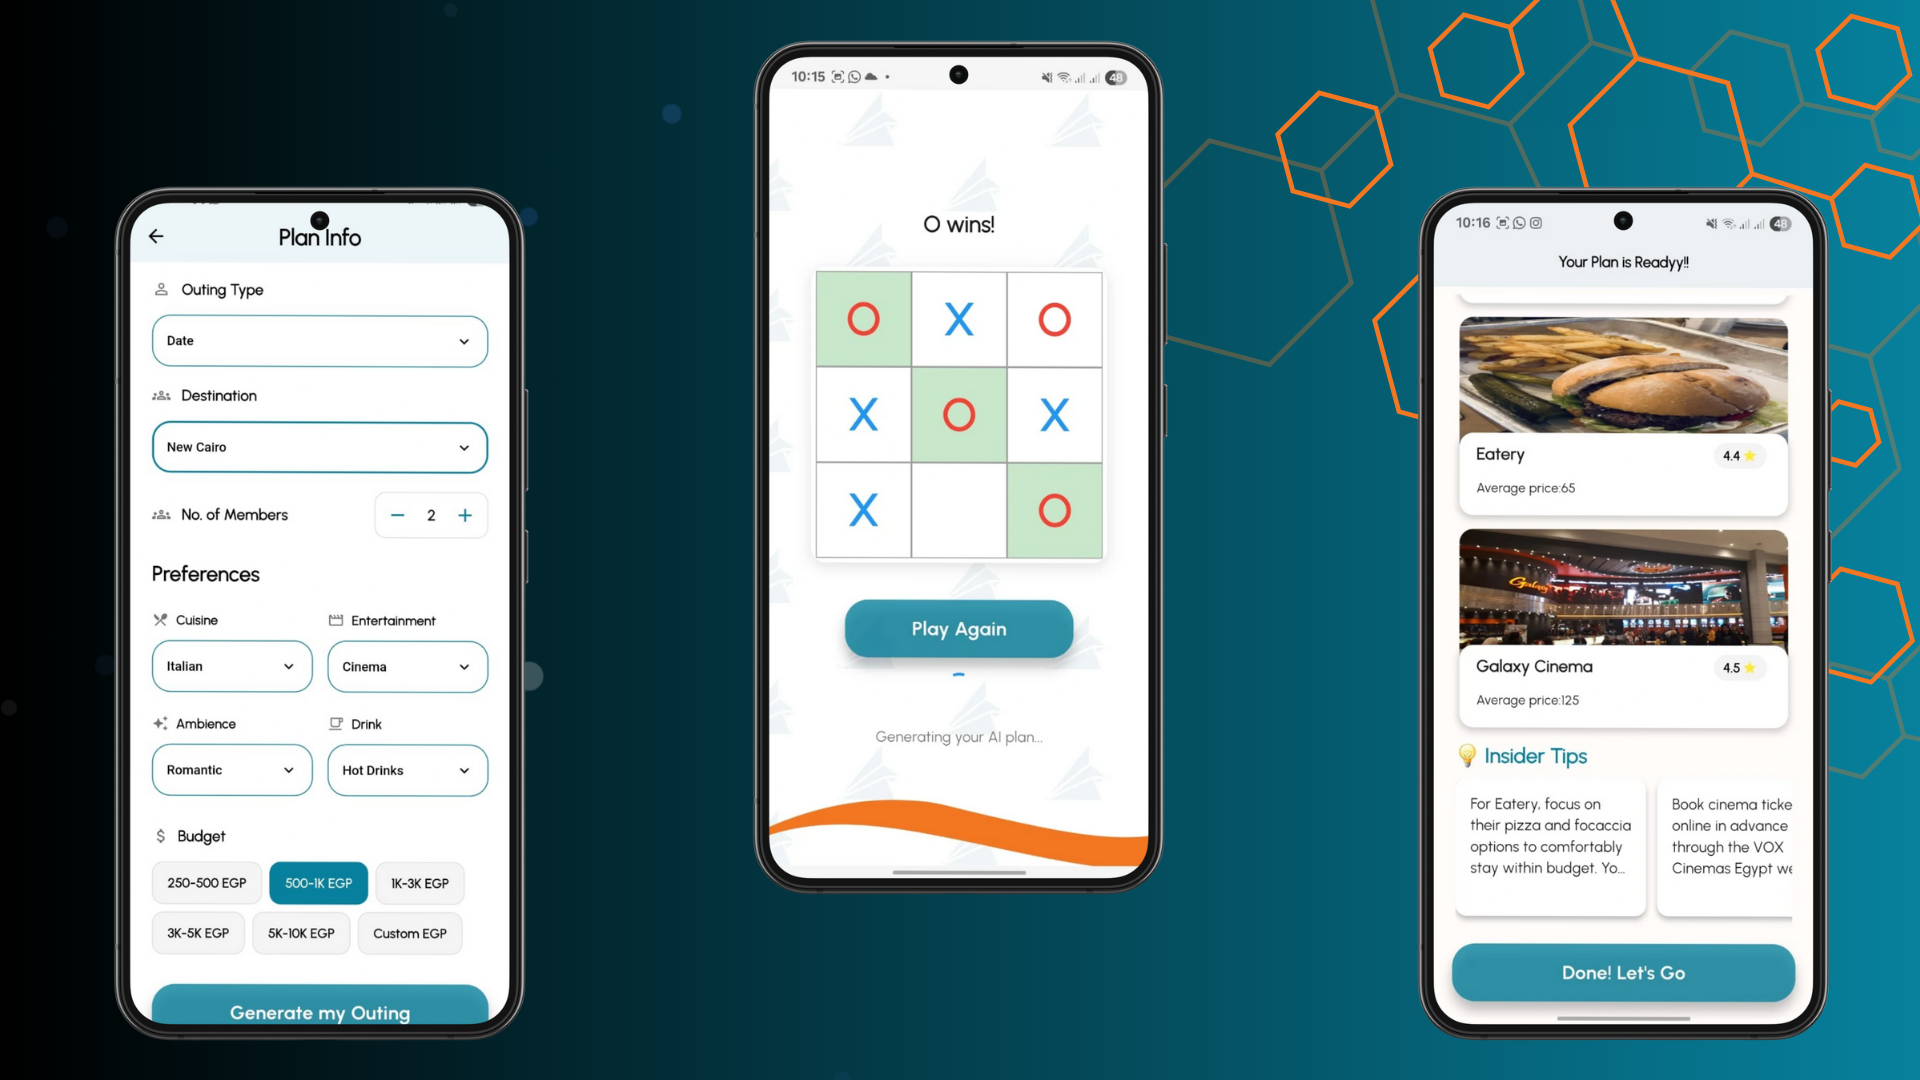 Plan Info
Outing Type
Date
Destination
New Cairo
No. of Members
2
Preferences
Cuisine
Entertainment
Italian
Cinema
Ambience
Drink
Romantic
Hot Drinks
$ Budget
250-500 EGP
500-1K EGP
1K-3K EGP
3K-5K EGP
5K-10K EGP
Custom EGP
Generate my Outing
10:15
48
O wins!
O X O
X O X
X O
Play Again
Generating your AI plan...
10:16
48
Your Plan is Readyy!!
Eatery
4.4
Average price:65
Galaxy
Galaxy Cinema
4.5
Average price:125
Insider Tips
For Eatery, focus on
their pizza and focaccia
options to comfortably
stay within budget. Yo...
Book cinema ticke
online in advance
through the VOX
Cinemas Egypt we
Done! Let's Go